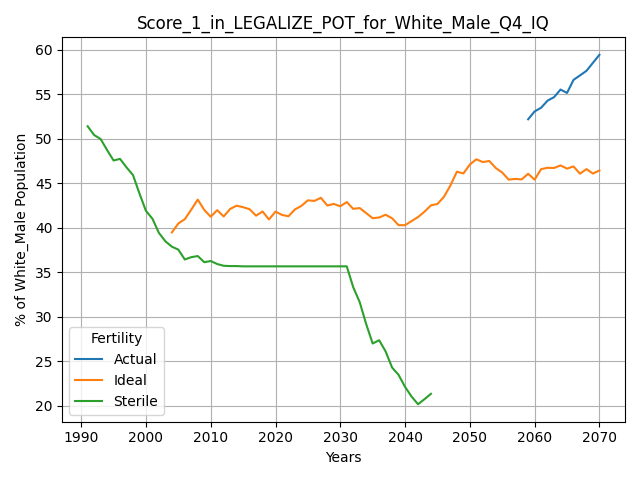 Score_1_in_LEGALIZE_POT_for_White_Male_Q4_IQ
% of White_Male Population
60
55
50
45
40
35
30
25
20
Fertility
Actual
Ideal
Sterile
1990 2000 2010 2020 2030 2040 2050 2060 2070
Years